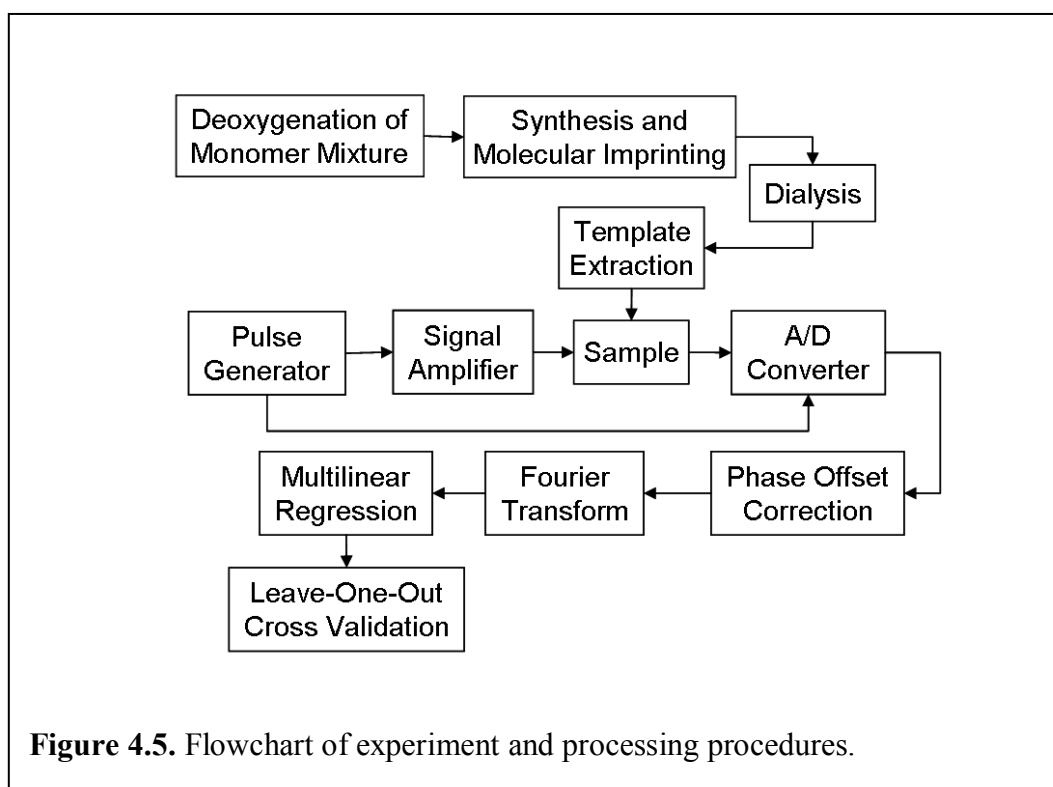 Deoxygenation of
Monomer Mixture
Synthesis and
Molecular Imprinting
Dialysis
Template
Extraction
Pulse
Generator
Signal
Amplifier
Sample
A/D
Converter
Multilinear
Regression
Fourier
Transform
Phase Offset
Correction
Leave-One-Out
Cross Validation
Figure 4.5. Flowchart of experiment and processing procedures.